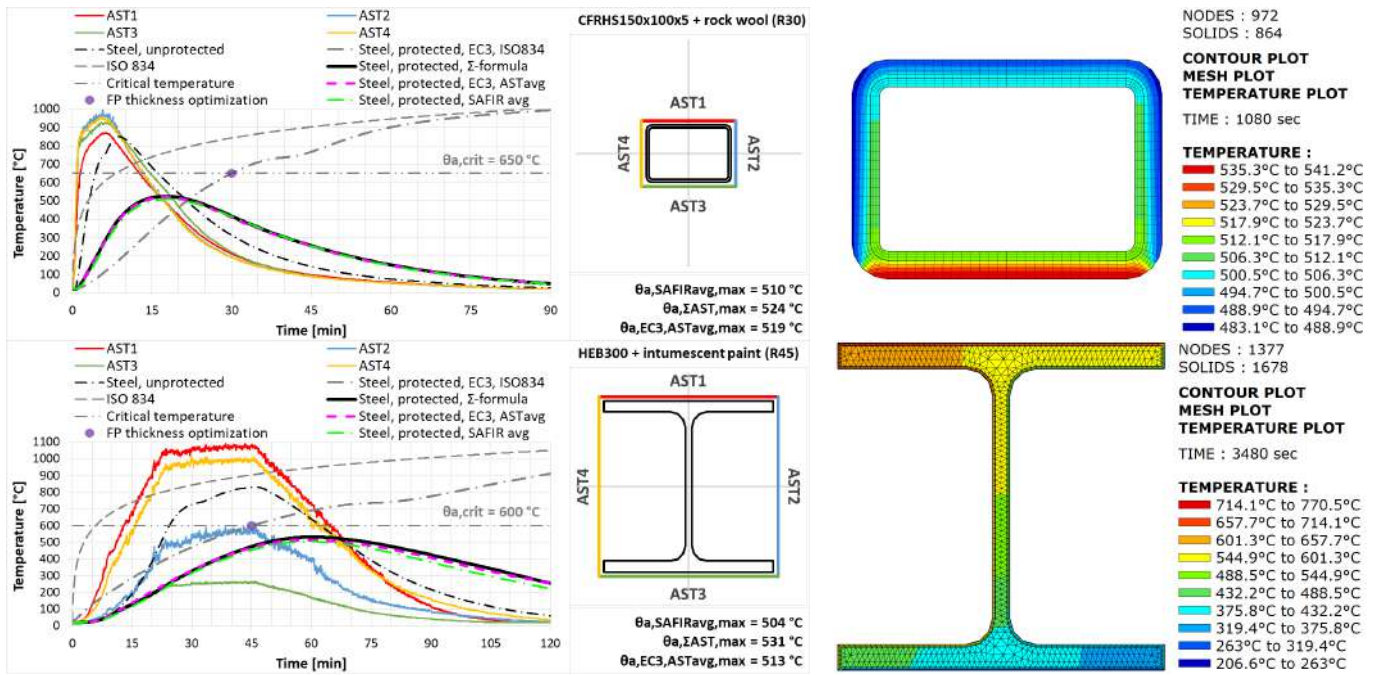 AST1 AST2
AST3 AST4
Steel, unprotected Steel, protected, EC3, ISO834
ISO 834 Steel, protected, Σ-formula
Critical temperature Steel, protected, EC3, ASTavg
FP thickness optimization Steel, protected, SAFIR avg
1000
900
800
700
600
500
400
300
200
100
0
Temperature [°C]
θa,crit = 650 °C
0 15 30 45 60 75 90
Time [min]
CFRHS150x100x5 + rock wool (R30)
AST1
AST4
AST2
AST3
θa,SAFIRavg,max = 510 °C
θa,ΣAST,max = 524 °C
θa,EC3,ASTavg,max = 519 °C
NODES : 972
SOLIDS : 864
CONTOUR PLOT
MESH PLOT
TEMPERATURE PLOT
TIME : 1080 sec
TEMPERATURE :
535.3°C to 541.2°C
529.5°C to 535.3°C
523.7°C to 529.5°C
517.9°C to 523.7°C
512.1°C to 517.9°C
506.3°C to 512.1°C
500.5°C to 506.3°C
494.7°C to 500.5°C
488.9°C to 494.7°C
483.1°C to 488.9°C
AST1 AST2
AST3 AST4
Steel, unprotected Steel, protected, EC3, ISO834
ISO 834 Steel, protected, Σ-formula
Critical temperature Steel, protected, EC3, ASTavg
FP thickness optimization Steel, protected, SAFIR avg
1100
1000
900
800
700
600
500
400
300
200
100
0
Temperature [°C]
θa,crit = 600 °C
0 15 30 45 60 75 90 105 120
Time [min]
HEB300 + intumescent paint (R45)
AST1
AST4
AST2
AST3
θa,SAFIRavg,max = 504 °C
θa,ΣAST,max = 531 °C
θa,EC3,ASTavg,max = 513 °C
NODES : 1377
SOLIDS : 1678
CONTOUR PLOT
MESH PLOT
TEMPERATURE PLOT
TIME : 3480 sec
TEMPERATURE :
714.1°C to 770.5°C
657.7°C to 714.1°C
601.3°C to 657.7°C
544.9°C to 601.3°C
488.5°C to 544.9°C
432.2°C to 488.5°C
375.8°C to 432.2°C
319.4°C to 375.8°C
263°C to 319.4°C
206.6°C to 263°C